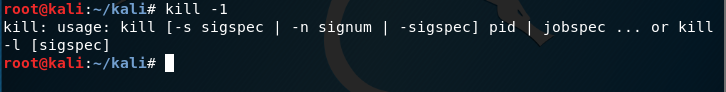 root@kali:~/kali# kill -1
kill: usage: kill [-s sigspec | -n signum | -sigspec] pid | jobspec ... or kill
-l [sigspec]
root@kali:~/kali#